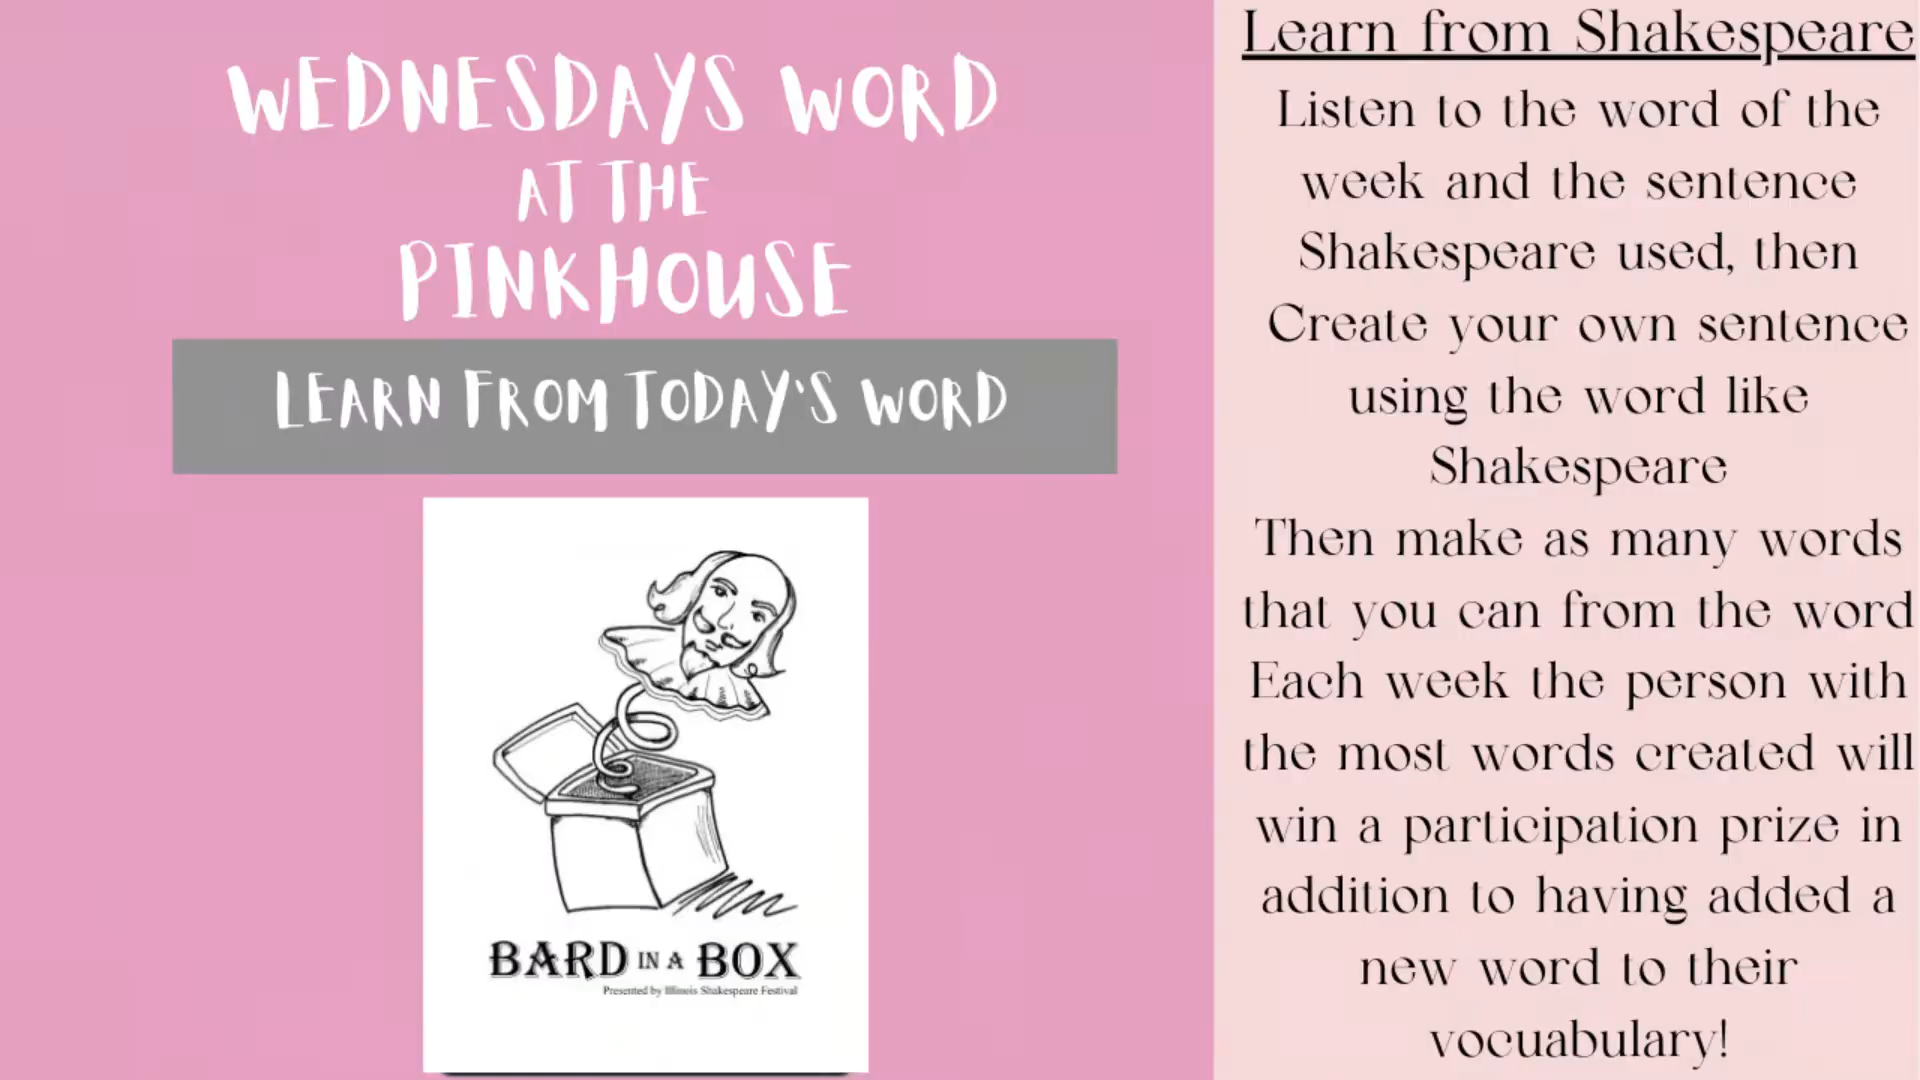 WEDNESDAYS WORD
AT THE
PINKHOUSE
LEARN FROM TODAY'S WORD
BARD IN A BOX
Presented by Illinois Shakespeare Festival
Learn from Shakespeare
Listen to the word of the
week and the sentence
Shakespeare used, then
Create your own sentence
using the word like
Shakespeare
Then make as many words
that you can from the word
Each week the person with
the most words created will
win a participation prize in
addition to having added a
new word to their
vocuabulary!